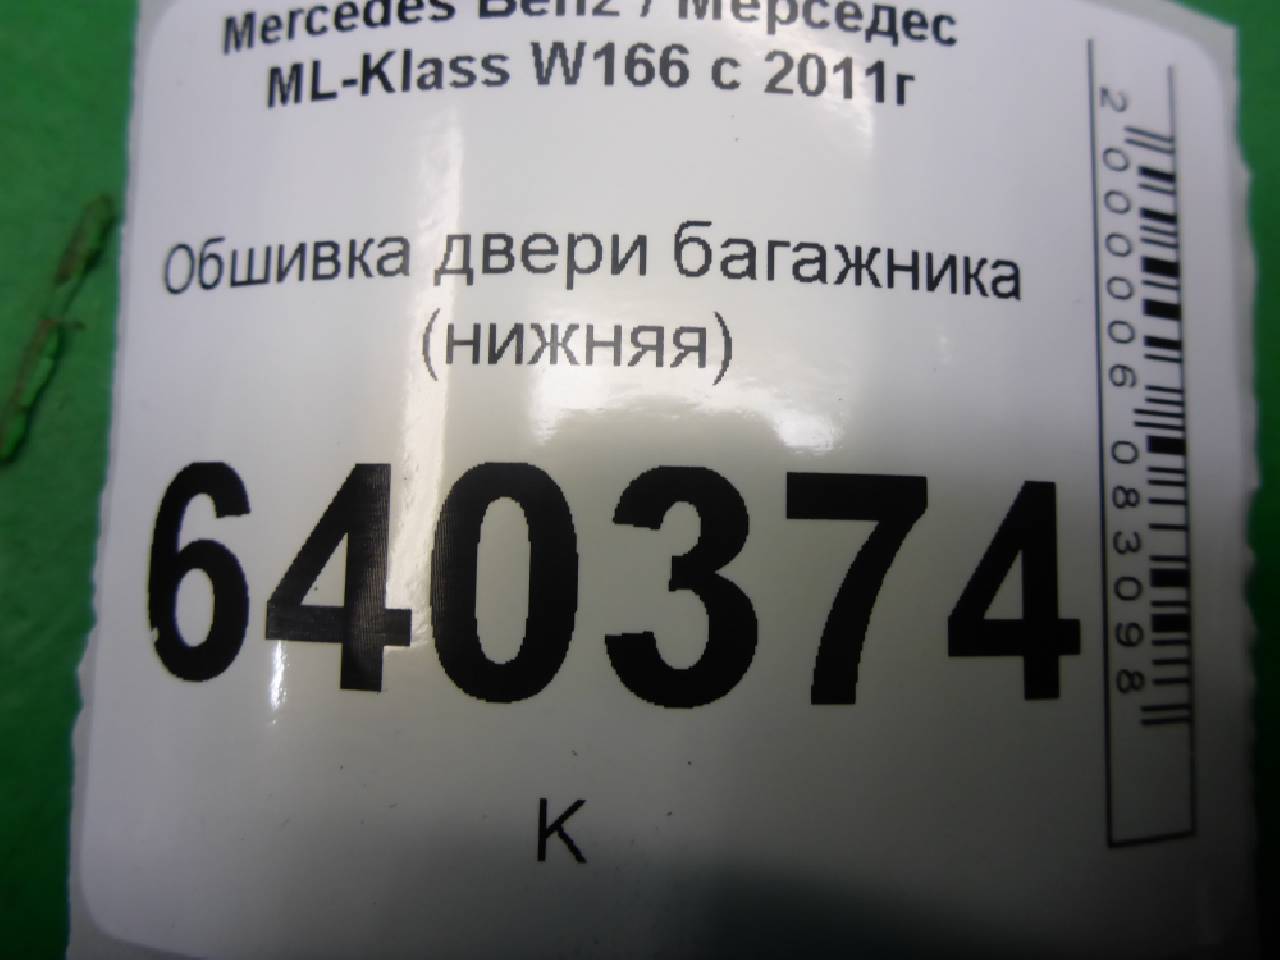 Mercedes Benz / Мерседес
ML-Klass W166 с 2011г
Обшивка двери багажника
(нижняя)
640374
К
2000006083098